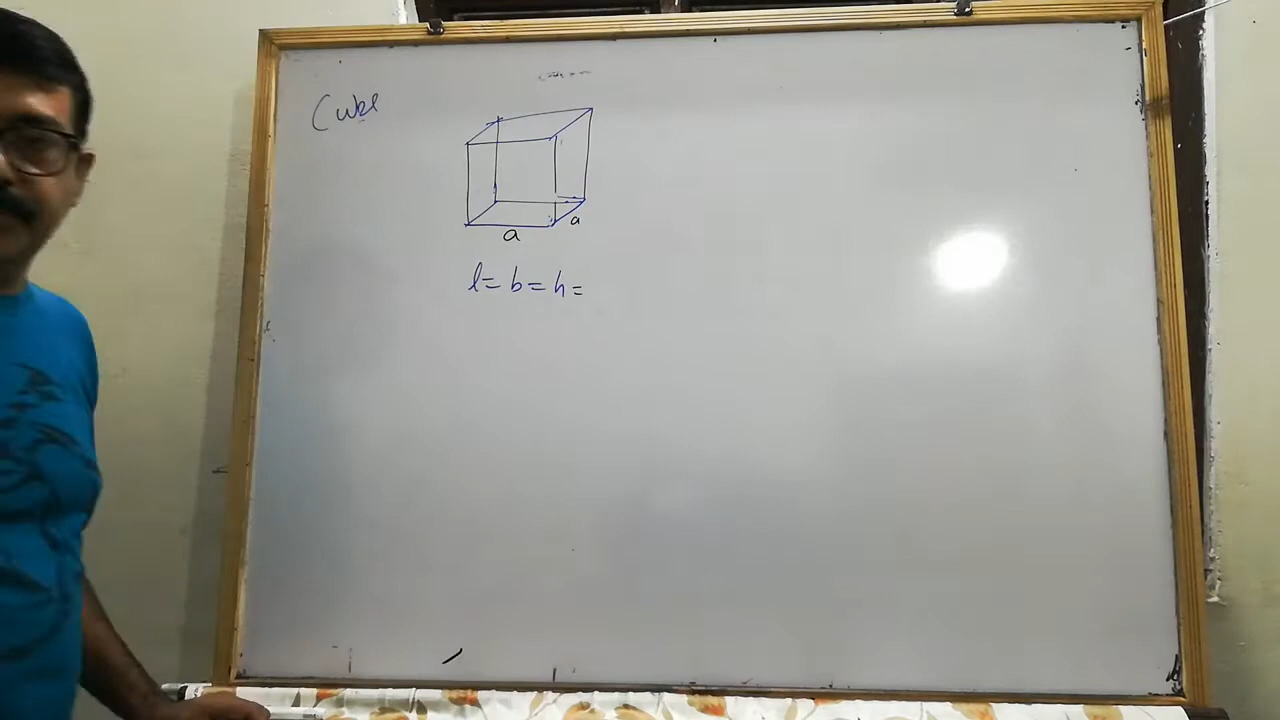 Cube
a
a
l = b = h =